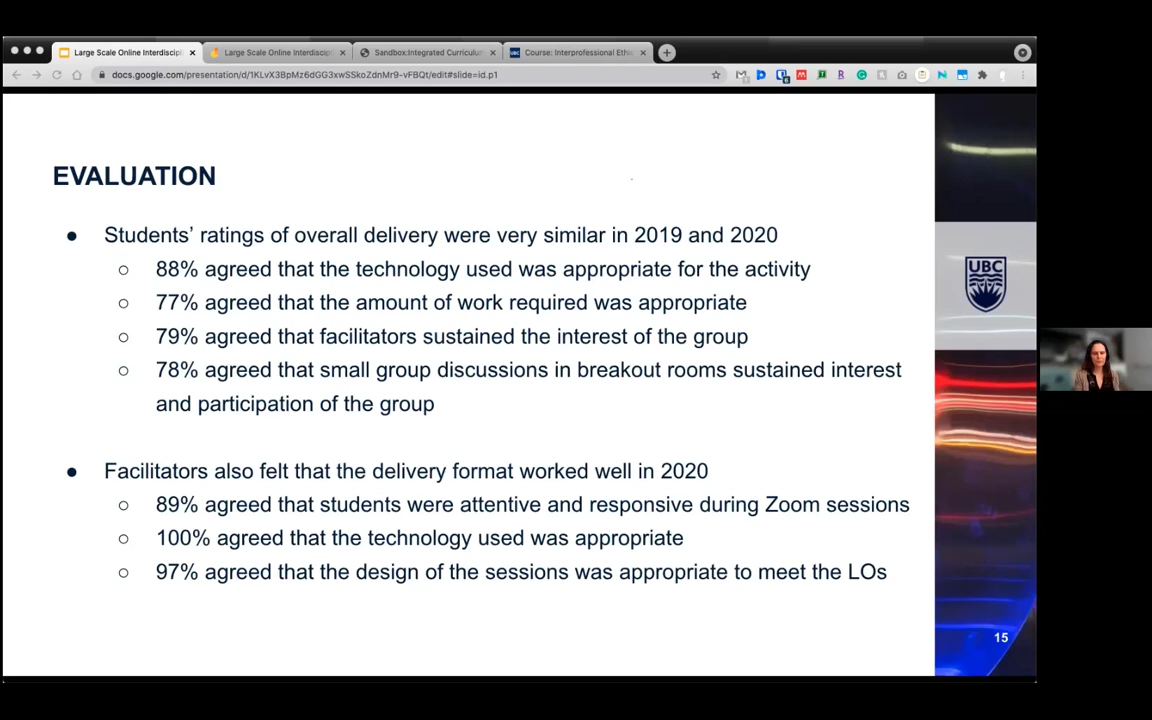 Large Scale Online Interdiscipl
Large Scale Online Interdiscipl
Sandbox:Integrated Curriculum
Course: Interprofessional Ethic
docs.google.com/presentation/d/1KLvX3BpMz6dGG3xwSSkoZdnMr9-vFBQt/edit#slide=id.p1
EVALUATION
● Students’ ratings of overall delivery were very similar in 2019 and 2020
○ 88% agreed that the technology used was appropriate for the activity
○ 77% agreed that the amount of work required was appropriate
○ 79% agreed that facilitators sustained the interest of the group
○ 78% agreed that small group discussions in breakout rooms sustained interest
and participation of the group
● Facilitators also felt that the delivery format worked well in 2020
○ 89% agreed that students were attentive and responsive during Zoom sessions
○ 100% agreed that the technology used was appropriate
○ 97% agreed that the design of the sessions was appropriate to meet the LOs
UBC
15